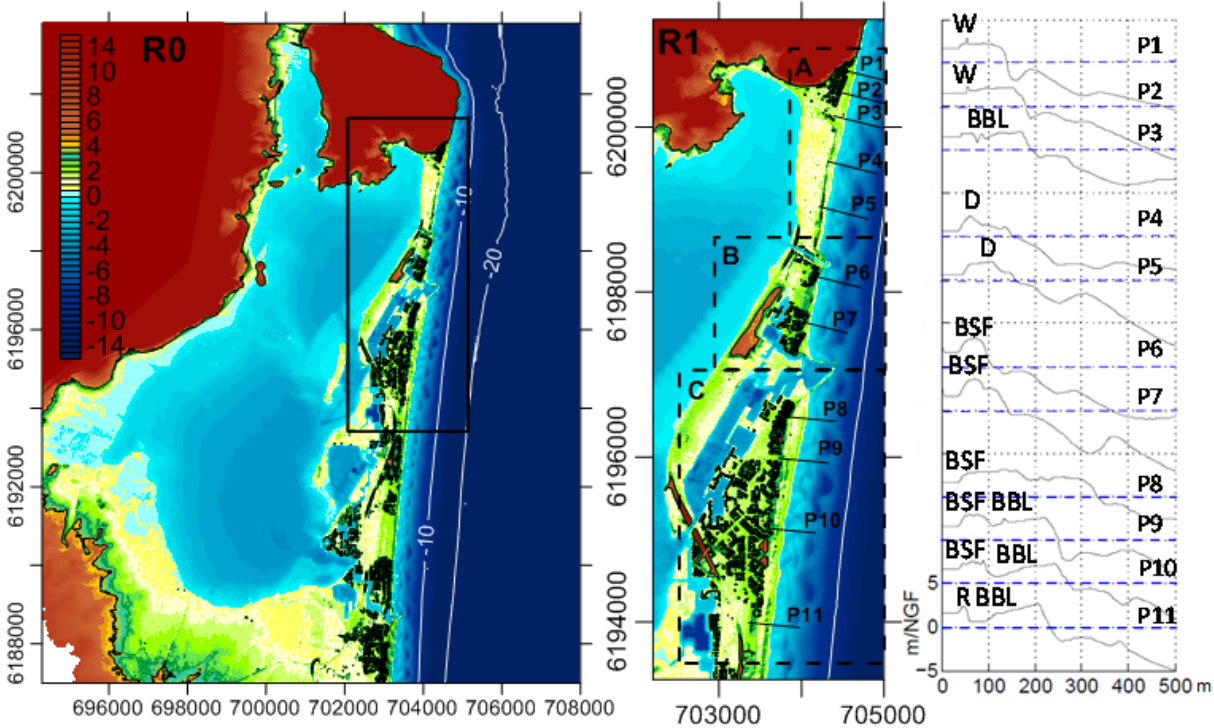 R0
14
10
8
6
4
2
0
-2
-4
-6
-8
-10
-14
-10
-20
-10
6200000
6198000
6196000
6192000
6188000
696000 698000 700000 702000 704000 706000 708000
R1
A
P1
P2
P3
P4
P5
B
P6
P7
C
P8
P9
P10
P11
6200000
6198000
6196000
6194000
703000 705000
W P1
W P2
BBL P3
D P4
D P5
BSF P6
BSF P7
BSF P8
BSF BBL P9
BSF BBL P10
R BBL P11
5
0
-5
m/NGF
0 100 200 300 400 500 m